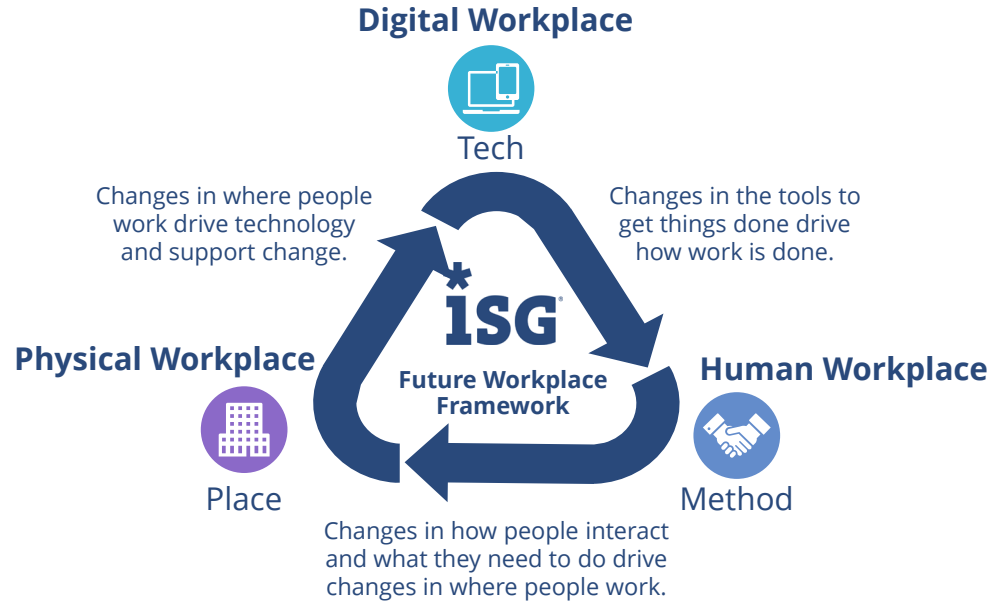 Digital Workplace
Tech
Changes in where people
work drive technology
and support change.
Changes in the tools to
get things done drive
how work is done.
*
iSG®
Future Workplace
Framework
Physical Workplace
Place
Human Workplace
Method
Changes in how people interact
and what they need to do drive
changes in where people work.